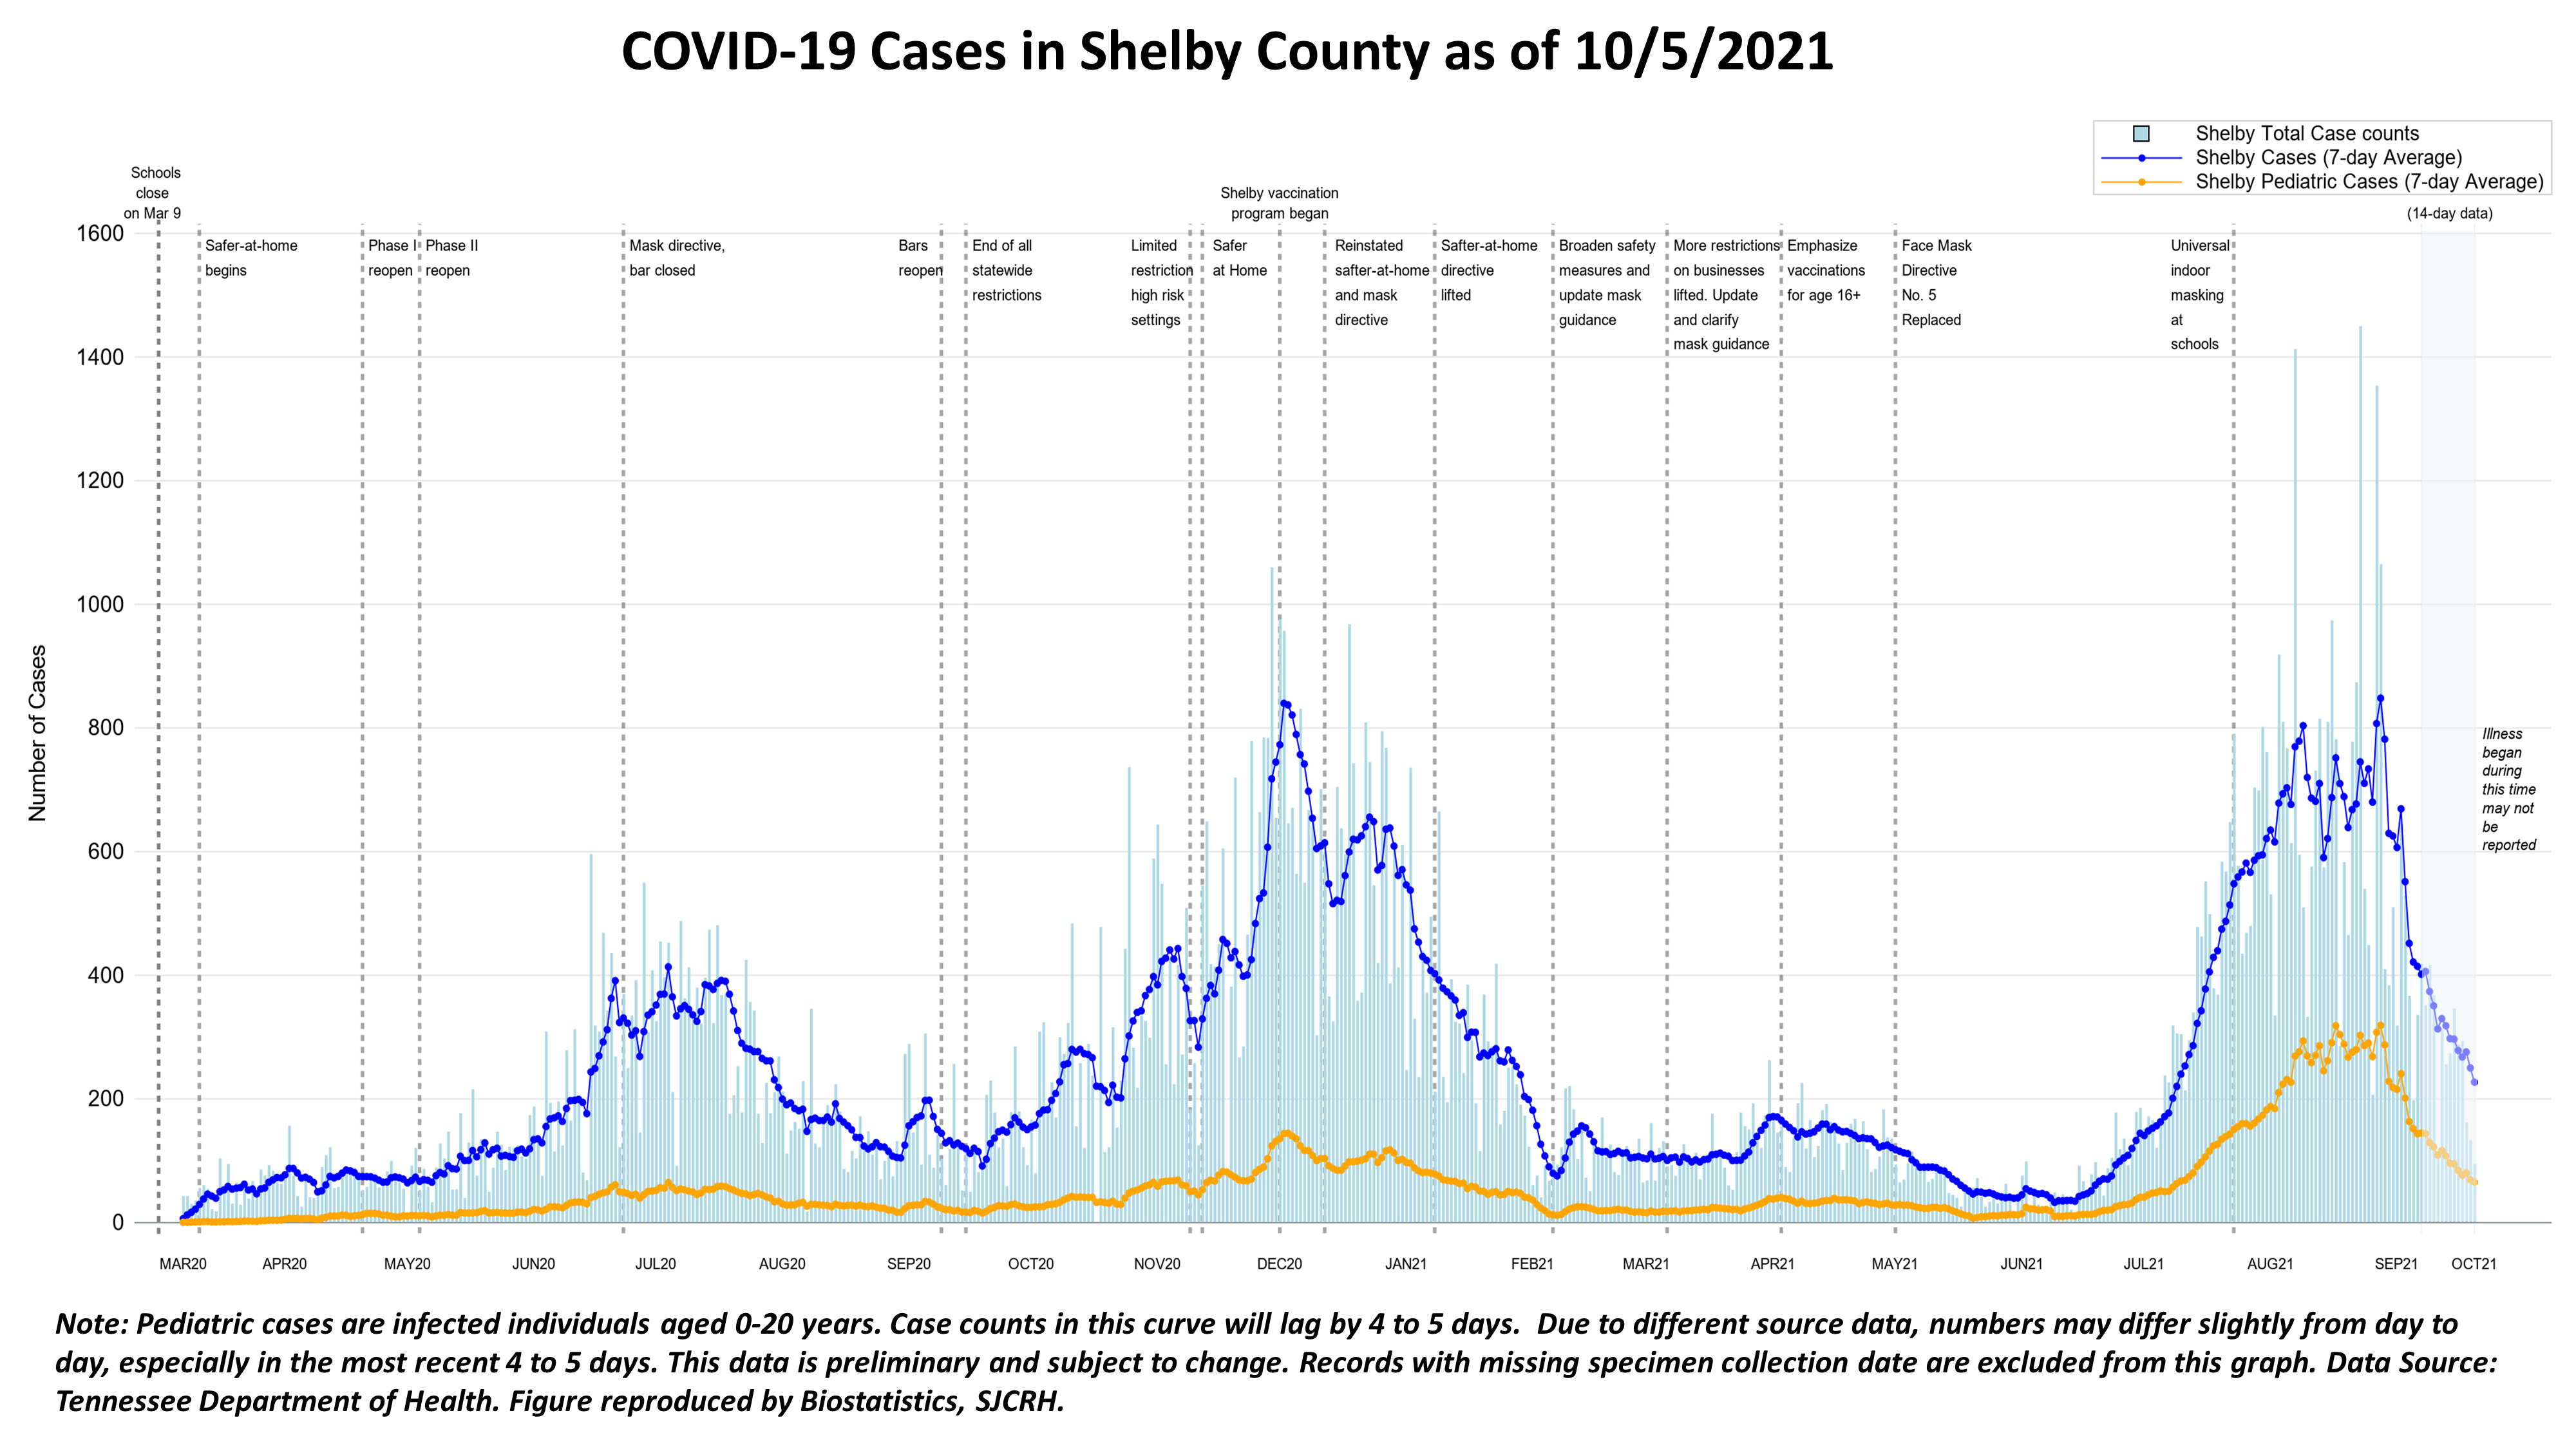 COVID-19 Cases in Shelby County as of 10/5/2021
Shelby Total Case counts
Shelby Cases (7-day Average)
Shelby Pediatric Cases (7-day Average)
Schools
close
on Mar 9
Shelby vaccination
program began
(14-day data)
Safer-at-home
begins
Phase I
reopen
Phase II
reopen
Mask directive,
bar closed
Bars
reopen
End of all
statewide
restrictions
Limited
restriction
high risk
settings
Safer
at Home
Reinstated
safter-at-home
and mask
directive
Safter-at-home
directive
lifted
Broaden safety
measures and
update mask
guidance
More restrictions
on businesses
lifted. Update
and clarify
mask guidance
Emphasize
vaccinations
for age 16+
Face Mask
Directive
No. 5
Replaced
Universal
indoor
masking
at
schools
Illness
began
during
this time
may not
be
reported
Number of Cases
1600
1400
1200
1000
800
600
400
200
0
MAR20 APR20 MAY20 JUN20 JUL20 AUG20 SEP20 OCT20 NOV20 DEC20 JAN21 FEB21 MAR21 APR21 MAY21 JUN21 JUL21 AUG21 SEP21 OCT21
Note: Pediatric cases are infected individuals aged 0-20 years. Case counts in this curve will lag by 4 to 5 days. Due to different source data, numbers may differ slightly from day to
day, especially in the most recent 4 to 5 days. This data is preliminary and subject to change. Records with missing specimen collection date are excluded from this graph. Data Source:
Tennessee Department of Health. Figure reproduced by Biostatistics, SJCRH.